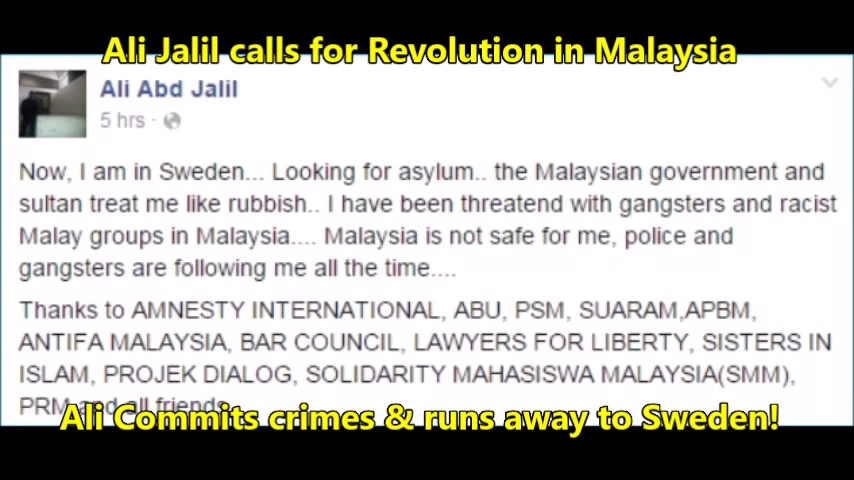 Ali Jalil calls for Revolution in Malaysia
Ali Abd Jalil
5 hrs ·
Now, I am in Sweden... Looking for asylum.. the Malaysian government and
sultan treat me like rubbish.. I have been threatend with gangsters and racist
Malay groups in Malaysia.... Malaysia is not safe for me, police and
gangsters are following me all the time....
Thanks to AMNESTY INTERNATIONAL, ABU, PSM, SUARAM,APBM,
ANTIFA MALAYSIA, BAR COUNCIL, LAWYERS FOR LIBERTY, SISTERS IN
ISLAM, PROJEK DIALOG, SOLIDARITY MAHASISWA MALAYSIA(SMM),
PRM and all friends
Ali Commits crimes & runs away to Sweden!